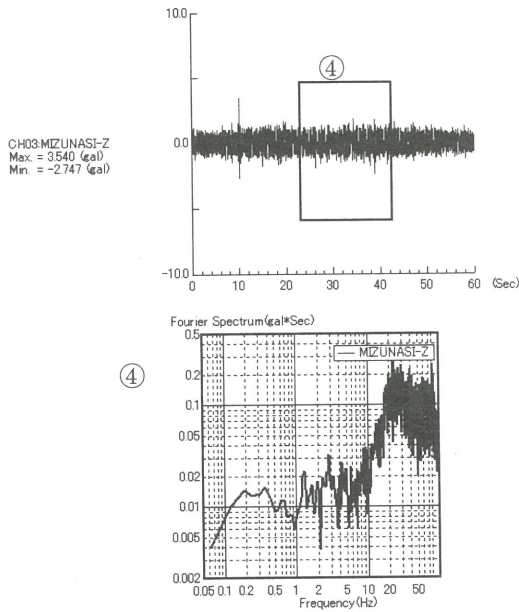 10.0
④
CH03:MIZUNASI-Z
Max. = 3.540 (gal)
Min. = -2.747 (gal)
0.0
-10.0
0 10 20 30 40 50 60 (Sec)
Fourier Spectrum(gal*Sec)
④
MIZUNASI-Z
0.5
0.2
0.1
0.05
0.02
0.01
0.005
0.002
0.05 0.1 0.2 0.5 1 2 5 10 20 50
Frequency(Hz)